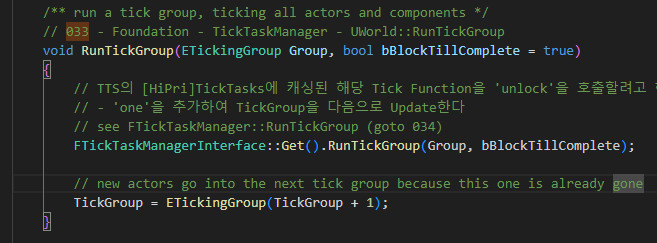 /** run a tick group, ticking all actors and components */
// 033 - Foundation - TickTaskManager - UWorld::RunTickGroup
void RunTickGroup(ETickingGroup Group, bool bBlockTillComplete = true)
{
// TTS의 [HiPri]TickTasks에 캐싱된 해당 Tick Function을 'unlock'을 호출할려고
// - 'one'을 추가하여 TickGroup을 다음으로 Update한다
// see FTickTaskManager::RunTickGroup (goto 034)
FTickTaskManagerInterface::Get().RunTickGroup(Group, bBlockTillComplete);
// new actors go into the next tick group because this one is already gone
TickGroup = ETickingGroup(TickGroup + 1);
}